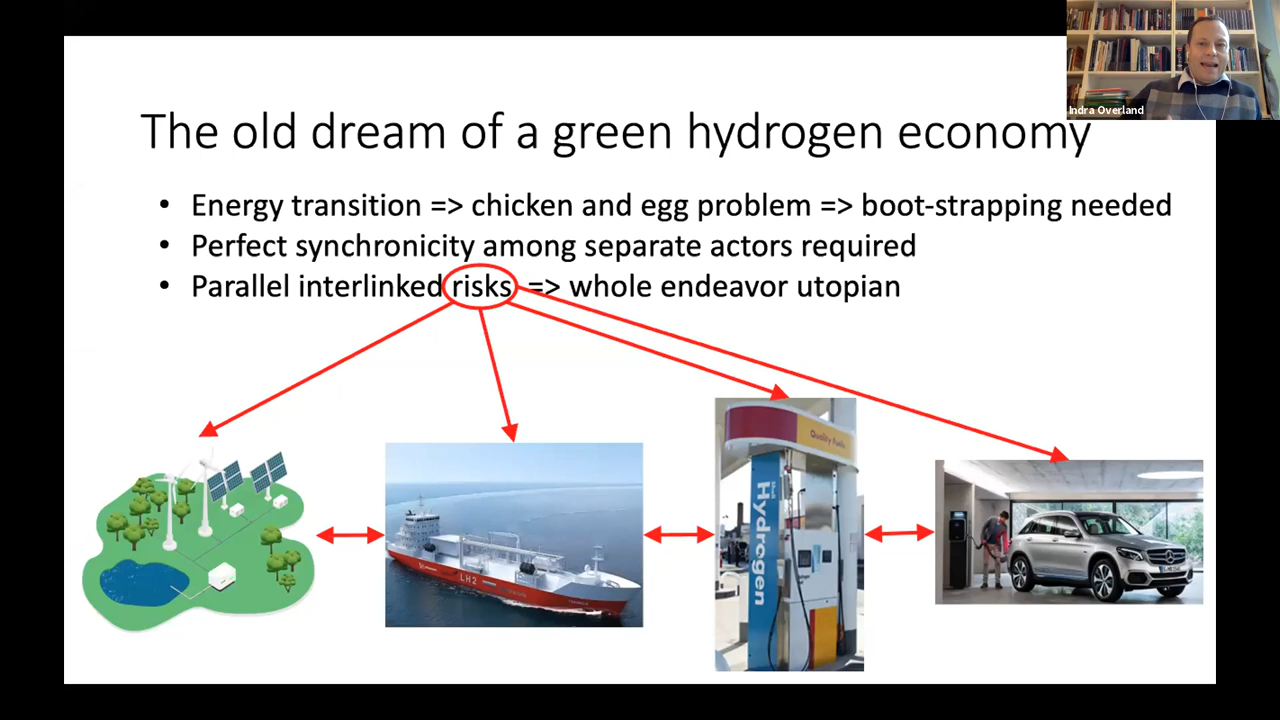 Indra Overland
The old dream of a green hydrogen economy
• Energy transition => chicken and egg problem => boot-strapping needed
• Perfect synchronicity among separate actors required
• Parallel interlinked risks => whole endeavor utopian
Quality Fuels
Hydrogen
LH2